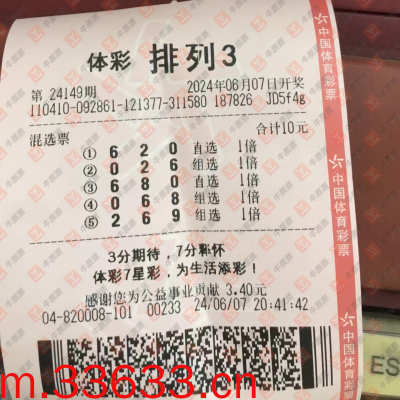 体彩 排列3
第 24149期 2024年06月07日开奖
110410-092861-121377-311580 187826 JD5f4g
混选票 合计10元
① 6 2 0 直选 1倍
② 0 2 6 组选 1倍
③ 6 8 0 直选 1倍
④ 0 6 8 组选 1倍
⑤ 2 6 9 组选 1倍
3分期待，7分释怀
体彩7星彩，为生活添彩！
感谢您为公益事业贡献 3.40元
04-820008-101 00233 24/06/07 20:41:42
中国体育彩票
中国体育彩票
中国体育彩票
m.33633.cn
ES